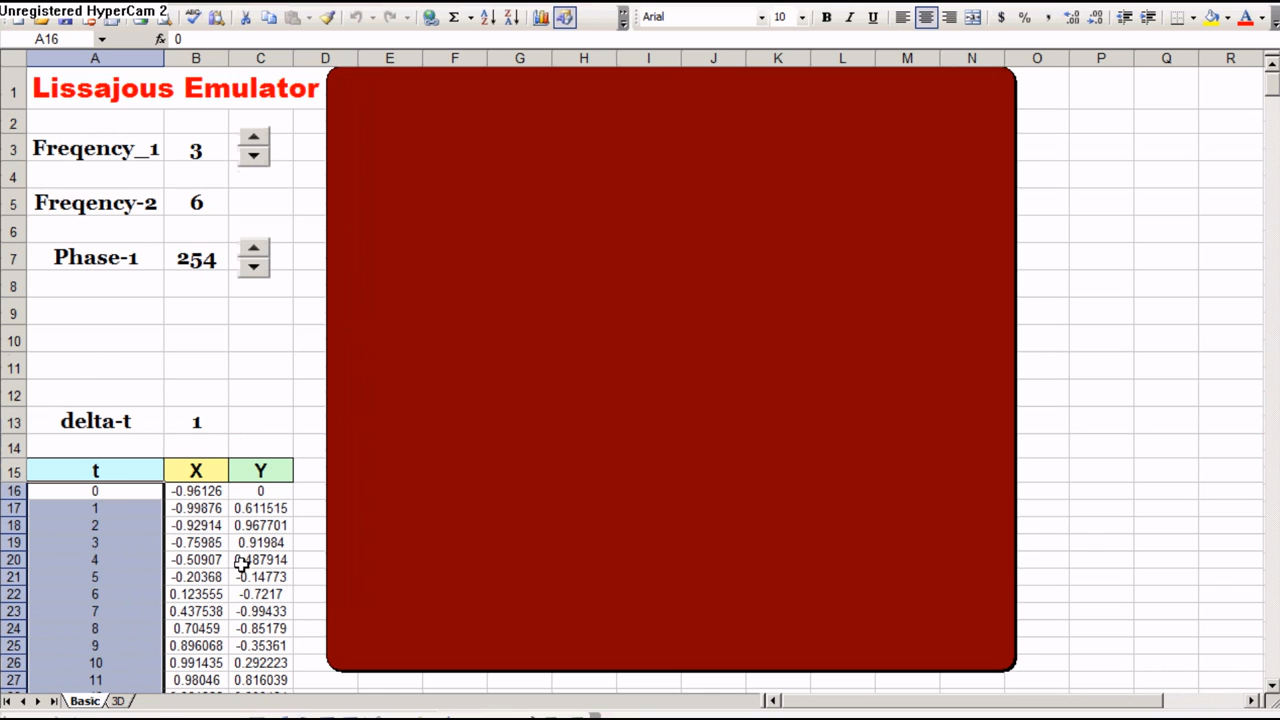 Unregistered HyperCam 2
Arial 10 B I U $ % ,
A16 fx 0
A B C D E F G H I J K L M N O P Q R
1 Lissajous Emulator
2
3 Freqency_1 3
4
5 Freqency-2 6
6
7 Phase-1 254
8
9
10
11
12
13 delta-t 1
14
15 t X Y
16 0 -0.96126 0
17 1 -0.99876 0.611515
18 2 -0.92914 0.967701
19 3 -0.75985 0.91984
20 4 -0.50907
21 5 -0.20368 -0.14773
22 6 0.123555 -0.7217
23 7 0.437538 -0.99433
24 8 0.70459 -0.85179
25 9 0.896068 -0.35361
26 10 0.991435 0.292223
27 11 0.98046 0.816039
Basic 3D